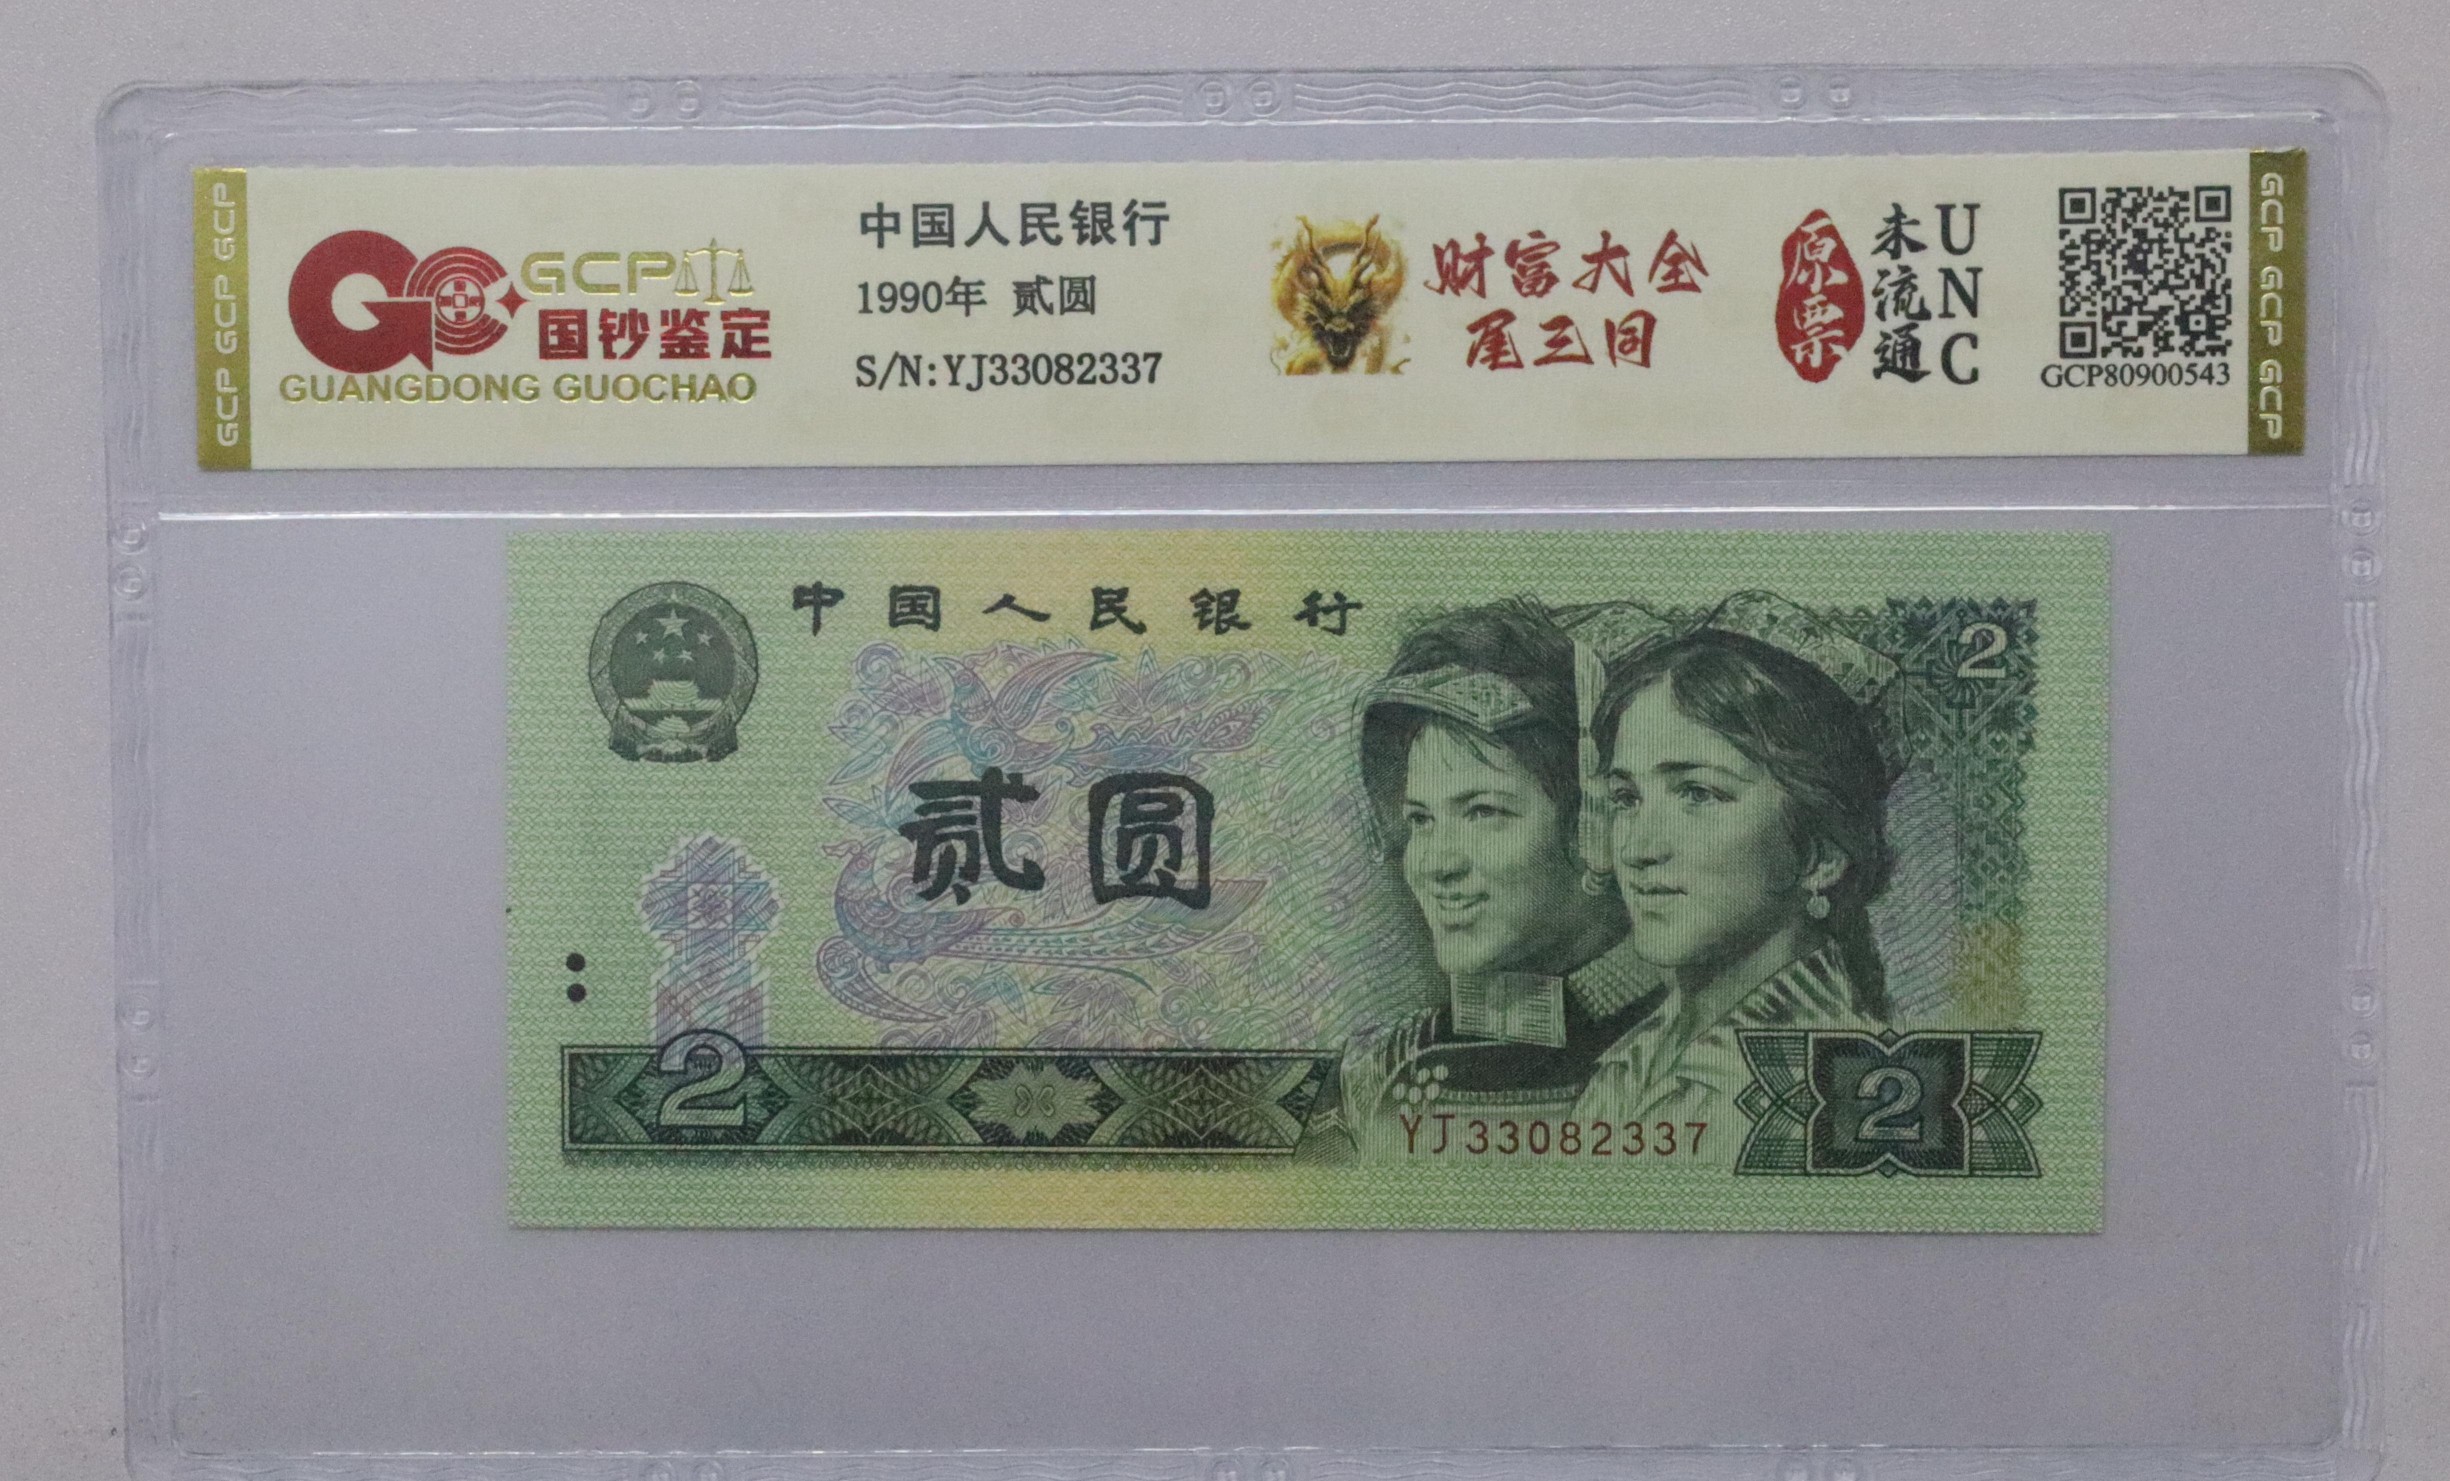 GCP GCP GCP
GCP
国钞鉴定
GUANGDONG GUOCHAO
中国人民银行
1990年 贰圆
S/N:YJ33082337
财富大全
尾三同
原票
未流通
UNC
GCP80900543
GCP GCP GCP
中国人民银行
2
贰圆
2
YJ33082337
2